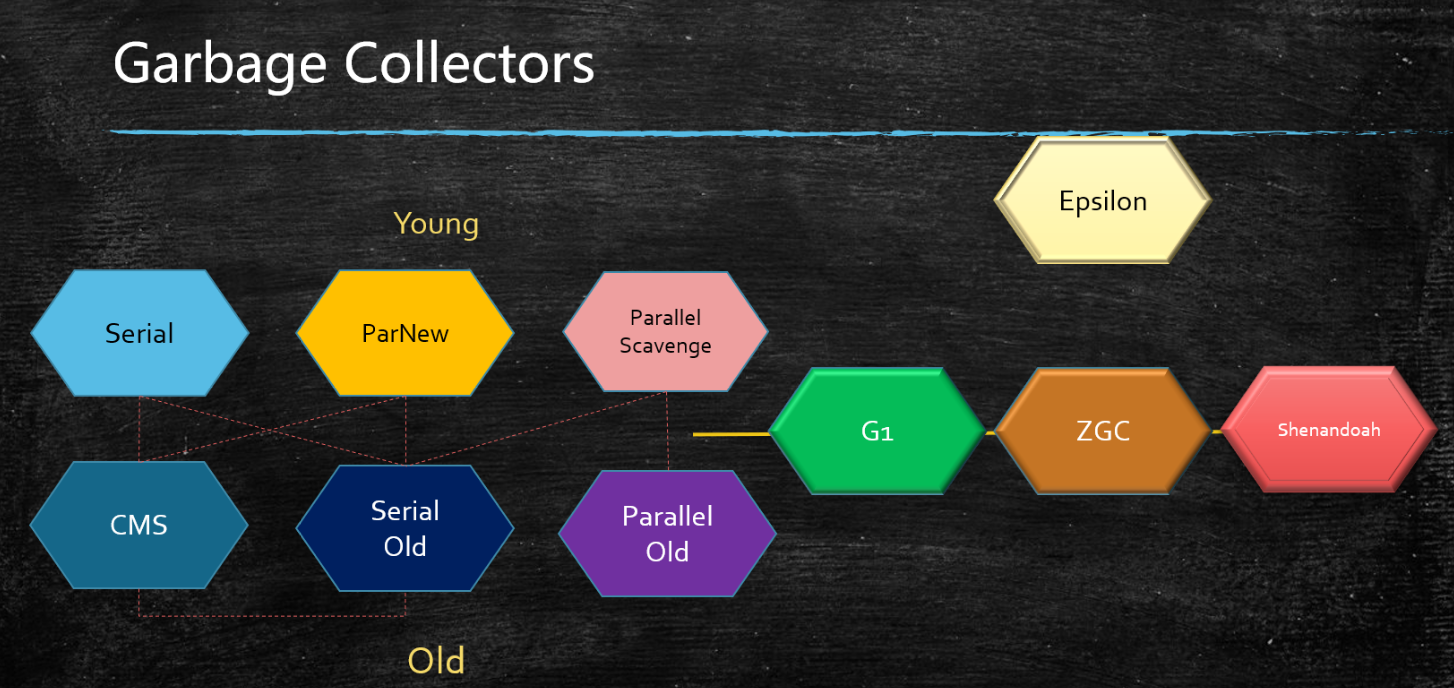 Garbage Collectors
Epsilon
Young
Serial
ParNew
Parallel
Scavenge
G1
ZGC
Shenandoah
CMS
Serial
Old
Parallel
Old
Old